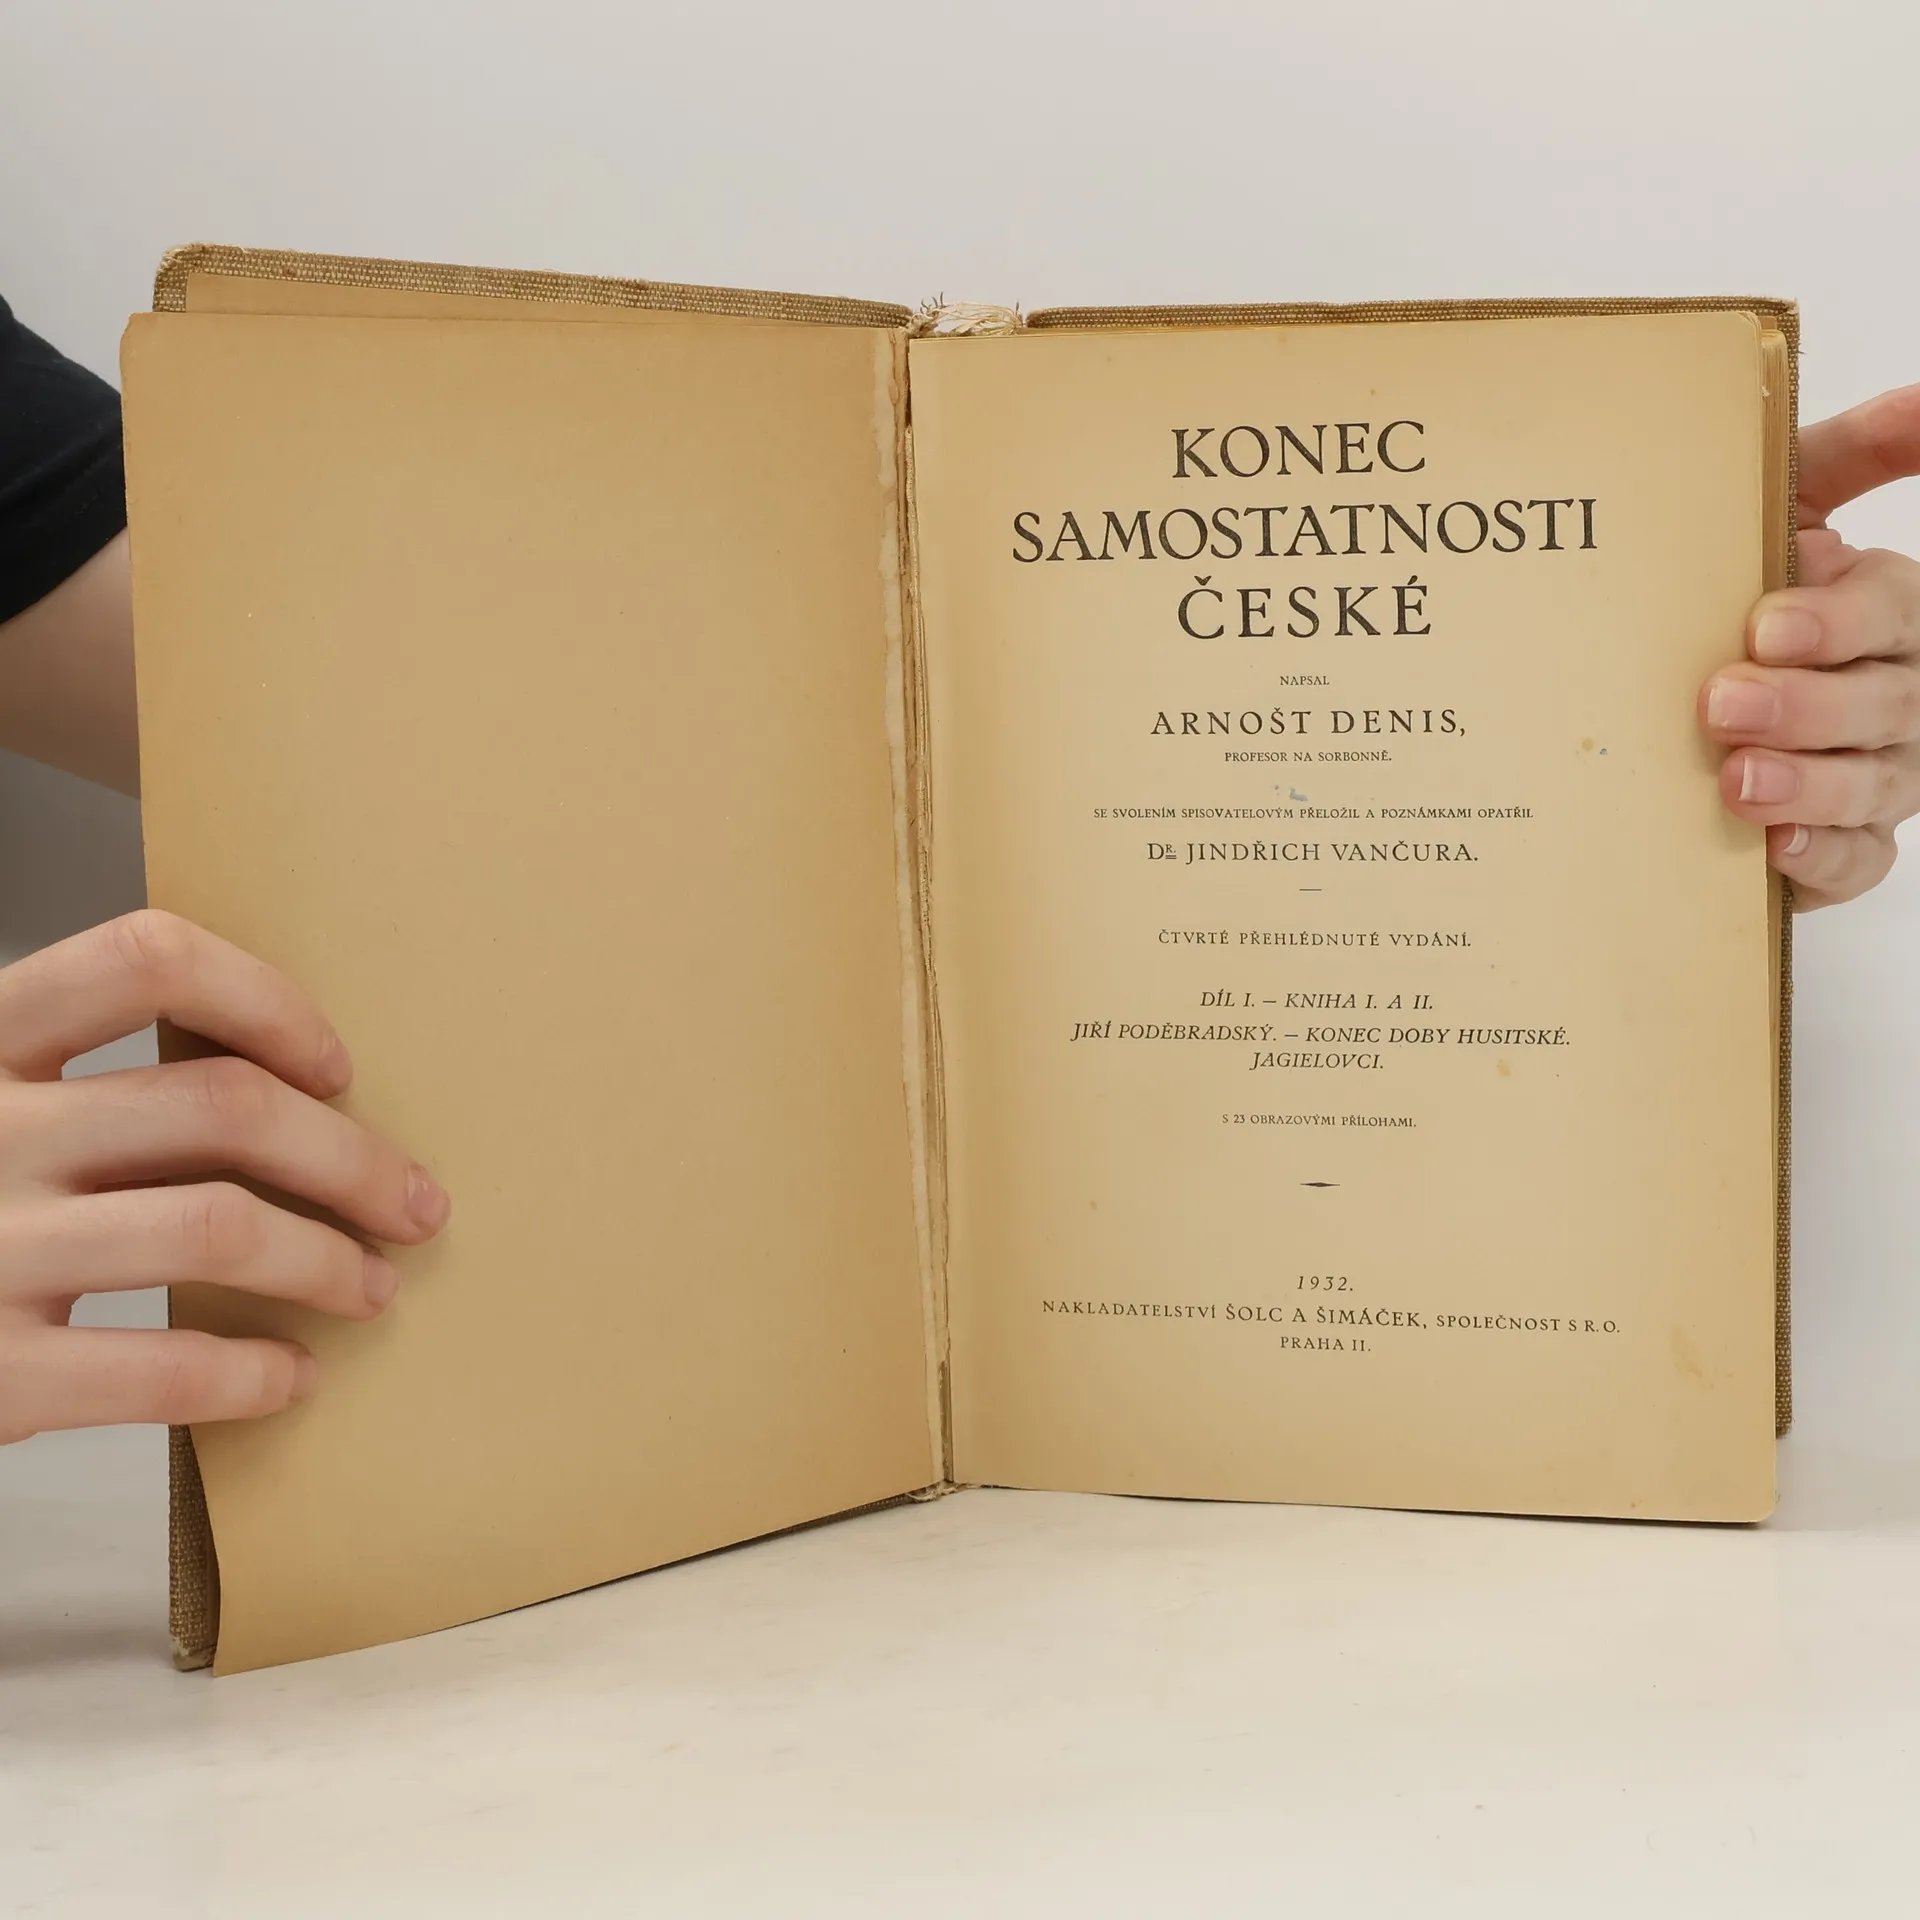 KONEC
SAMOSTATNOSTI
ČESKÉ
NAPSAL
ARNOŠT DENIS,
PROFESOR NA SORBONNĚ.
SE SVOLENÍM SPISOVATELOVÝM PŘELOŽIL A POZNÁMKAMI OPATŘIL
DR. JINDŘICH VANČURA.
—
ČTVRTÉ PŘEHLÉDNUTÉ VYDÁNÍ.
DÍL I. – KNIHA I. A II.
JIŘÍ PODĚBRADSKÝ. – KONEC DOBY HUSITSKÉ.
JAGIELOVCI.
S 23 OBRAZOVÝMI PŘÍLOHAMI.
1932.
NAKLADATELSTVÍ ŠOLC A ŠIMÁČEK, SPOLEČNOST S R. O.
PRAHA II.